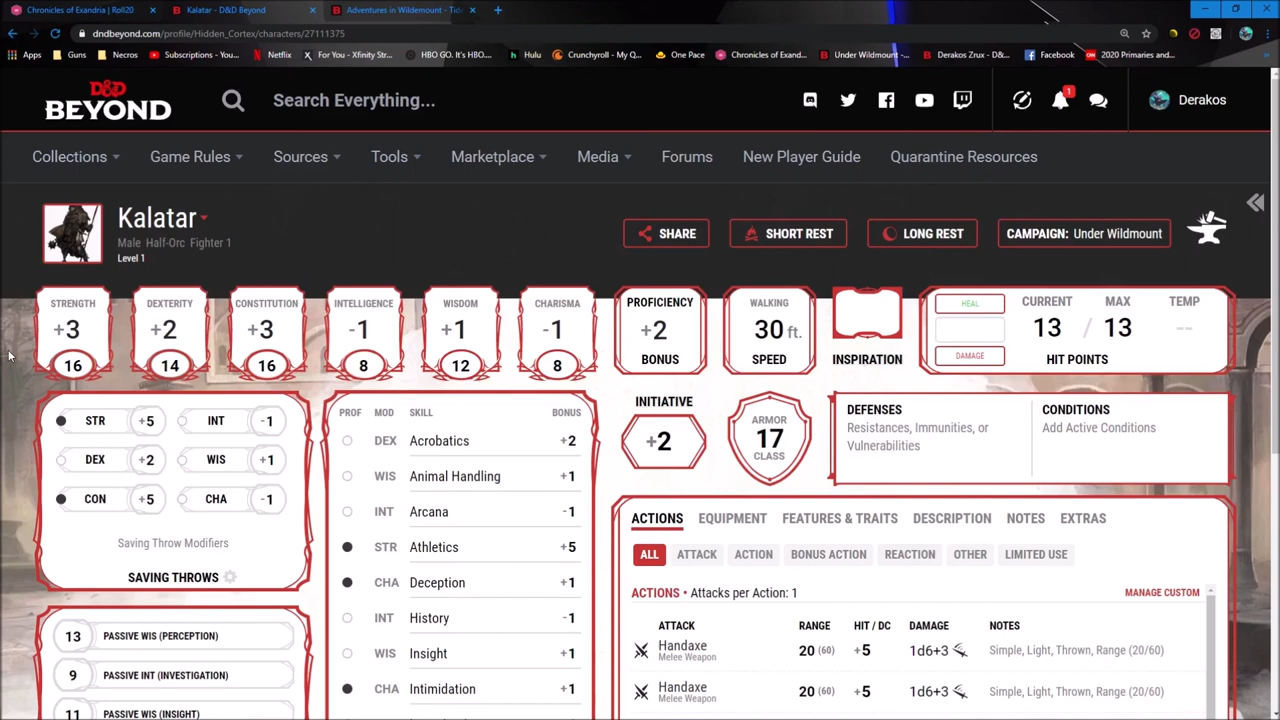 Chronicles of Exandria | Roll20
Kalatar - D&D Beyond
Adventures in Wildemount - Tid
dndbeyond.com/profile/Hidden_Cortex/characters/27111375
Apps
Guns
Necros
Subscriptions - You...
Netflix
For You - Xfinity Str...
HBO GO. It's HBO....
Hulu
Crunchyroll - My Q...
One Pace
Chronicles of Exand...
Under Wildmount -...
Derakos Zrux - D&...
Facebook
2020 Primaries and...
D&D BEYOND
Search Everything...
1
Derakos
Collections
Game Rules
Sources
Tools
Marketplace
Media
Forums
New Player Guide
Quarantine Resources
Kalatar
Male Half-Orc Fighter 1
Level 1
SHARE
SHORT REST
LONG REST
CAMPAIGN: Under Wildmount
STRENGTH
+3
16
DEXTERITY
+2
14
CONSTITUTION
+3
16
INTELLIGENCE
-1
8
WISDOM
+1
12
CHARISMA
-1
8
PROFICIENCY
+2
BONUS
WALKING
30 ft.
SPEED
INSPIRATION
HEAL
DAMAGE
CURRENT MAX TEMP
13 / 13 --
HIT POINTS
STR +5 INT -1
DEX +2 WIS +1
CON +5 CHA -1
Saving Throw Modifiers
SAVING THROWS
13 PASSIVE WIS (PERCEPTION)
9 PASSIVE INT (INVESTIGATION)
11 PASSIVE WIS (INSIGHT)
PROF MOD SKILL BONUS
DEX Acrobatics +2
WIS Animal Handling +1
INT Arcana -1
STR Athletics +5
CHA Deception +1
INT History -1
WIS Insight +1
CHA Intimidation +1
INITIATIVE
+2
ARMOR
17
CLASS
DEFENSES
Resistances, Immunities, or
Vulnerabilities
CONDITIONS
Add Active Conditions
ACTIONS EQUIPMENT FEATURES & TRAITS DESCRIPTION NOTES EXTRAS
ALL ATTACK ACTION BONUS ACTION REACTION OTHER LIMITED USE
ACTIONS • Attacks per Action: 1
MANAGE CUSTOM
ATTACK RANGE HIT / DC DAMAGE NOTES
Handaxe 20 (60) +5 1d6+3 Simple, Light, Thrown, Range (20/60)
Melee Weapon
Handaxe 20 (60) +5 1d6+3 Simple, Light, Thrown, Range (20/60)
Melee Weapon